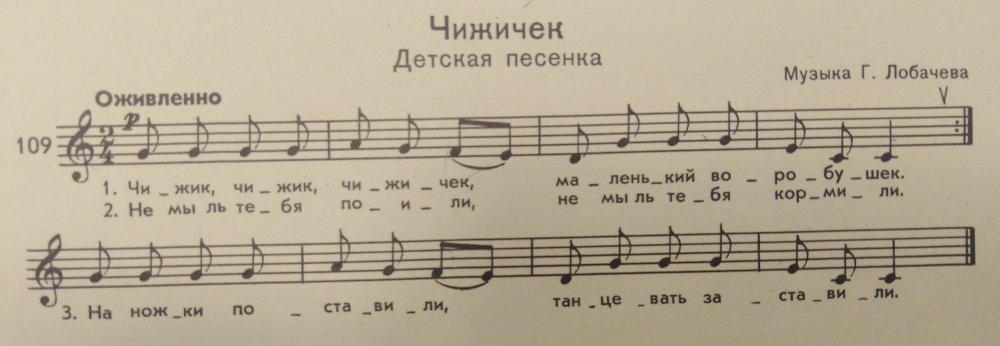 Чижичек
Детская песенка
Музыка Г. Лобачева
Оживленно
p
109
2
4
1. Чи _ жик, чи _ жик, чи _ жи _ чек, ма _ лень _ кий во _ ро _ бу _ шек.
2. Не мы ль те _ бя по _ и _ ли, не мы ль те _ бя кор _ ми _ ли.
3. На нож _ ки по _ ста _ ви _ ли, тан _ це _ вать за _ ста _ ви _ ли.